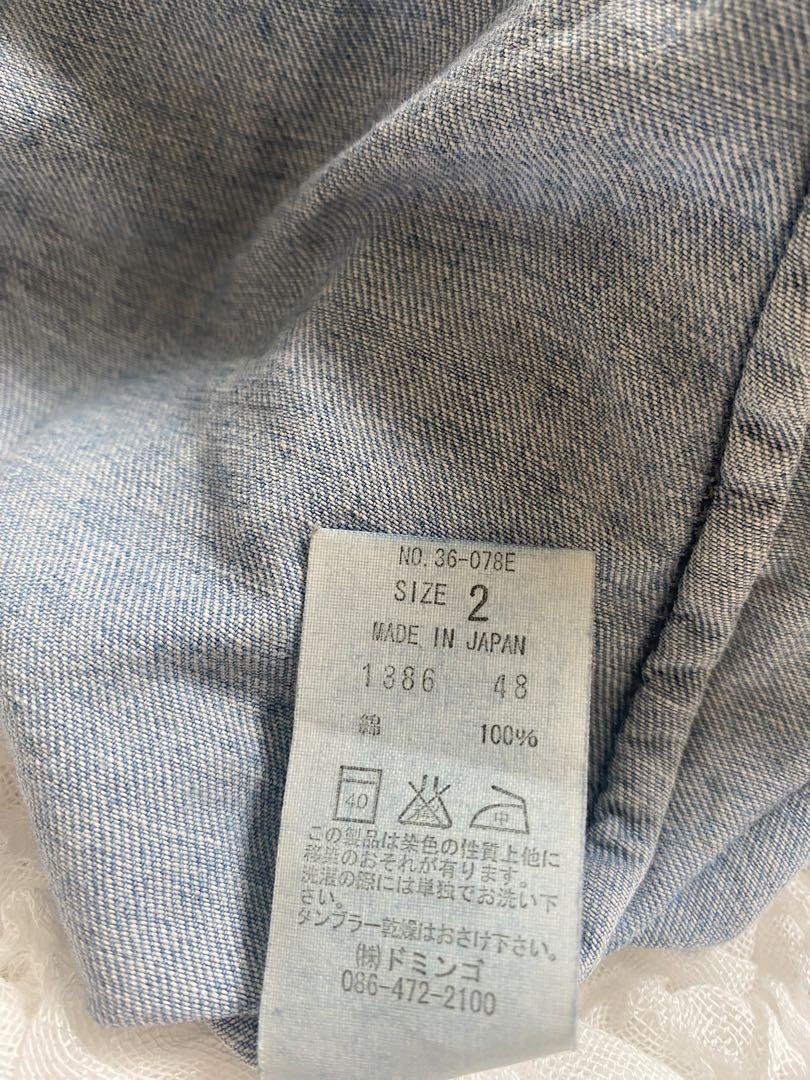 NO. 36-078E
SIZE 2
MADE IN JAPAN
1386 48
綿 100%
40 中
この製品は染色の性質上他に
移染のおそれが有ります。
洗濯の際には単独でお洗い下
さい。
タンブラー乾燥はおさけ下さい。
㈱ドミンゴ
086-472-2100